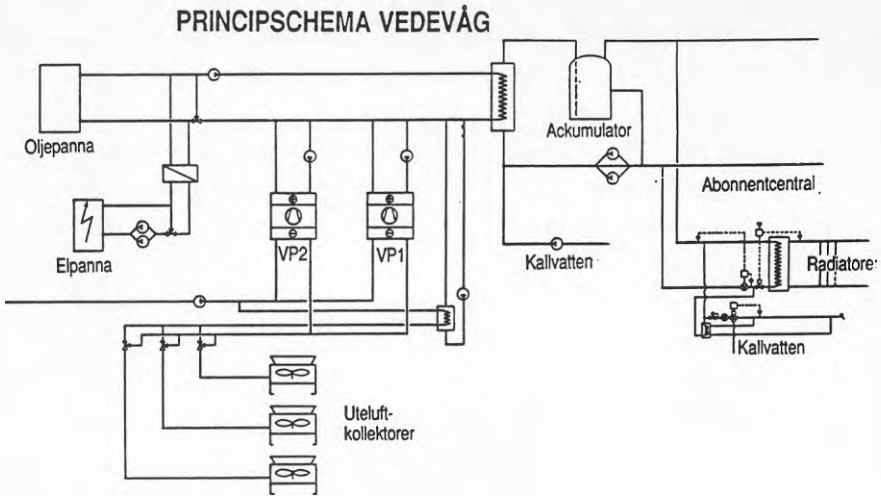 PRINCIPSCHEMA VEDEVÅG
Oljepanna
Ackumulator
Abonnentcentral
Elpanna
VP2
VP1
Kallvatten
Radiatorer
Kallvatten
Uteluft-
kollektorer